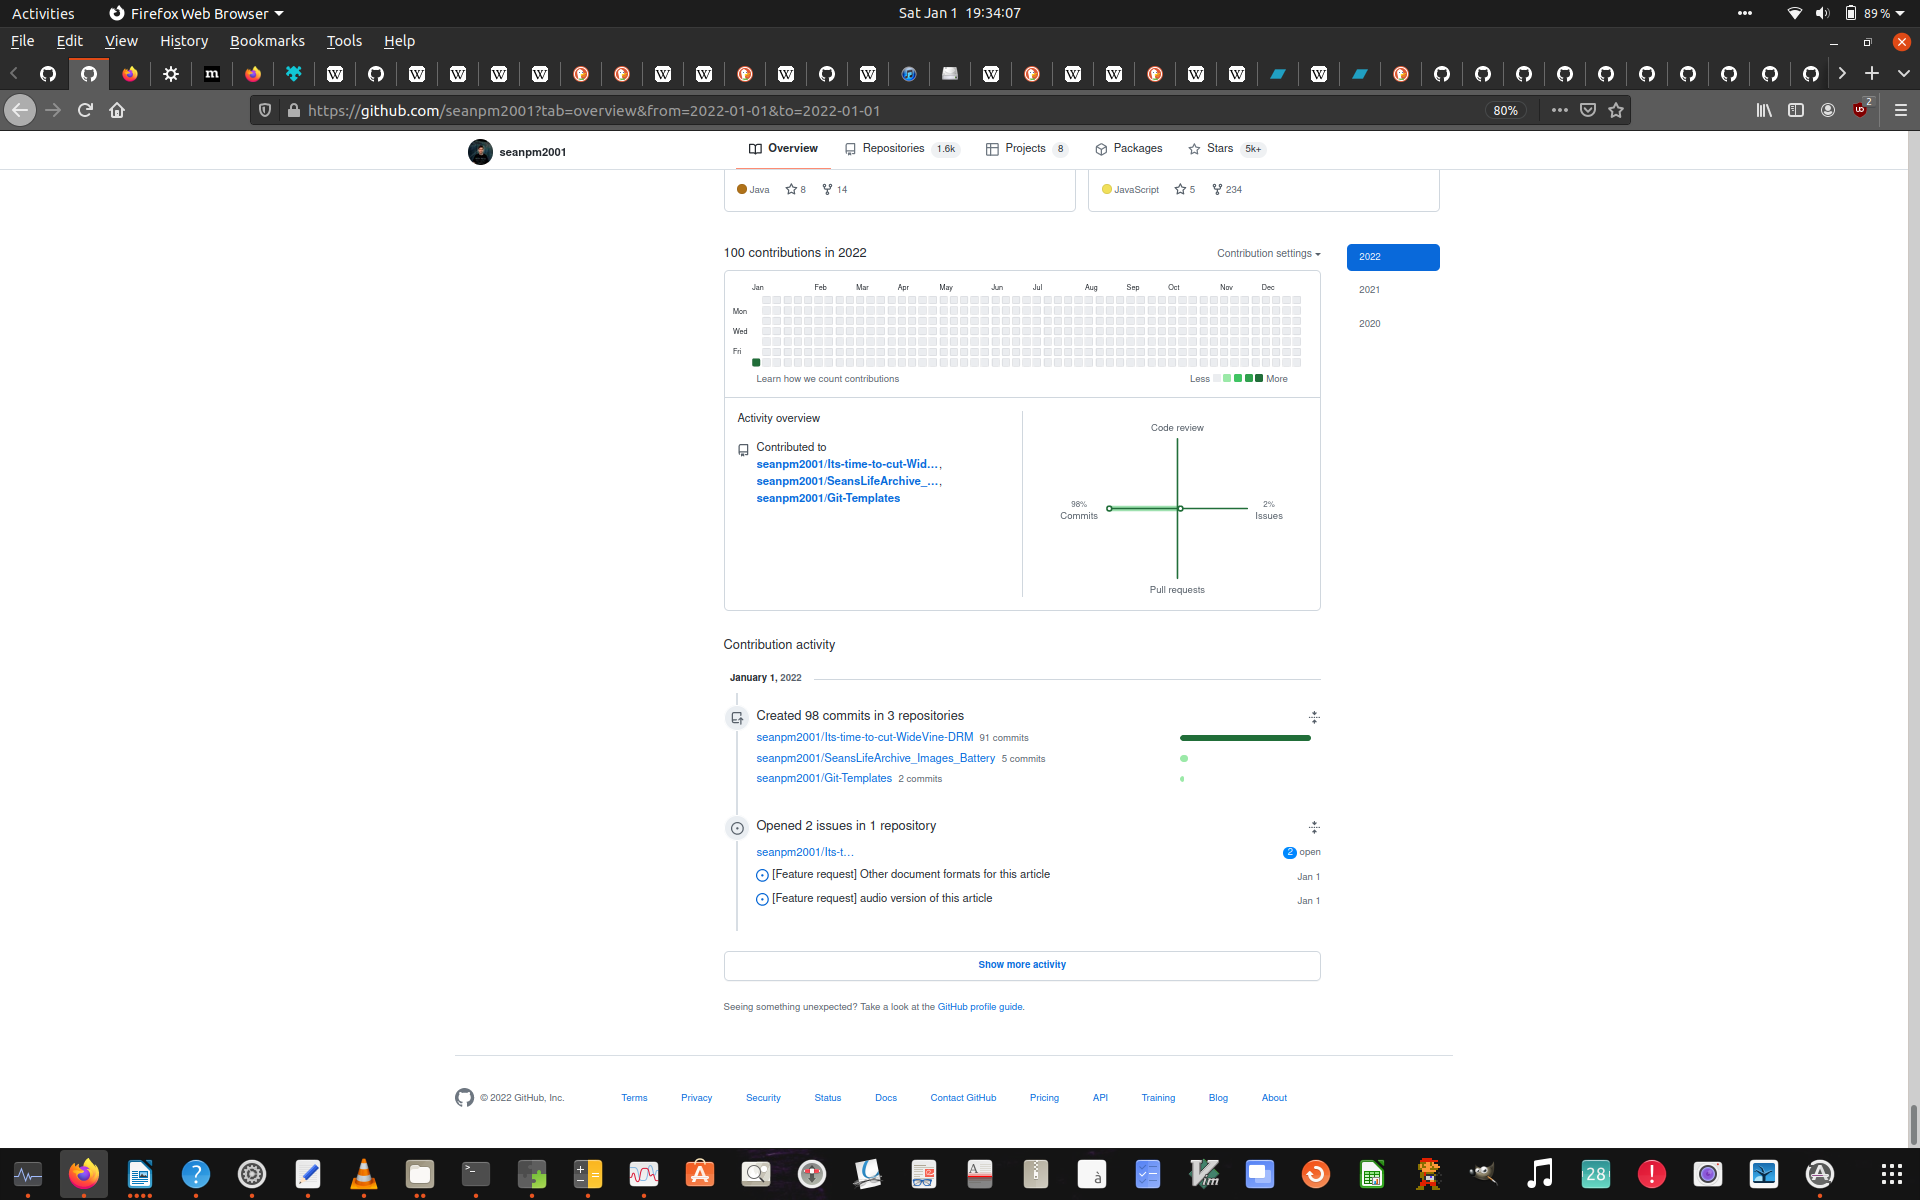 Activities
Firefox Web Browser
Sat Jan 1 19:34:07
89 %
File Edit View History Bookmarks Tools Help
https://github.com/seanpm2001?tab=overview&from=2022-01-01&to=2022-01-01
80%
2
seanpm2001
Overview
Repositories 1.6k
Projects 8
Packages
Stars 5k+
Java 8 14
JavaScript 5 234
100 contributions in 2022
Contribution settings
2022
2021
2020
Jan Feb Mar Apr May Jun Jul Aug Sep Oct Nov Dec
Mon
Wed
Fri
Learn how we count contributions
Less More
Activity overview
Contributed to
seanpm2001/Its-time-to-cut-Wid...,
seanpm2001/SeansLifeArchive_...,
seanpm2001/Git-Templates
Code review
98%
Commits
2%
Issues
Pull requests
Contribution activity
January 1, 2022
Created 98 commits in 3 repositories
seanpm2001/Its-time-to-cut-WideVine-DRM 91 commits
seanpm2001/SeansLifeArchive_Images_Battery 5 commits
seanpm2001/Git-Templates 2 commits
Opened 2 issues in 1 repository
seanpm2001/Its-t...
2 open
[Feature request] Other document formats for this article
Jan 1
[Feature request] audio version of this article
Jan 1
Show more activity
Seeing something unexpected? Take a look at the GitHub profile guide.
© 2022 GitHub, Inc.
Terms Privacy Security Status Docs Contact GitHub Pricing API Training Blog About
28